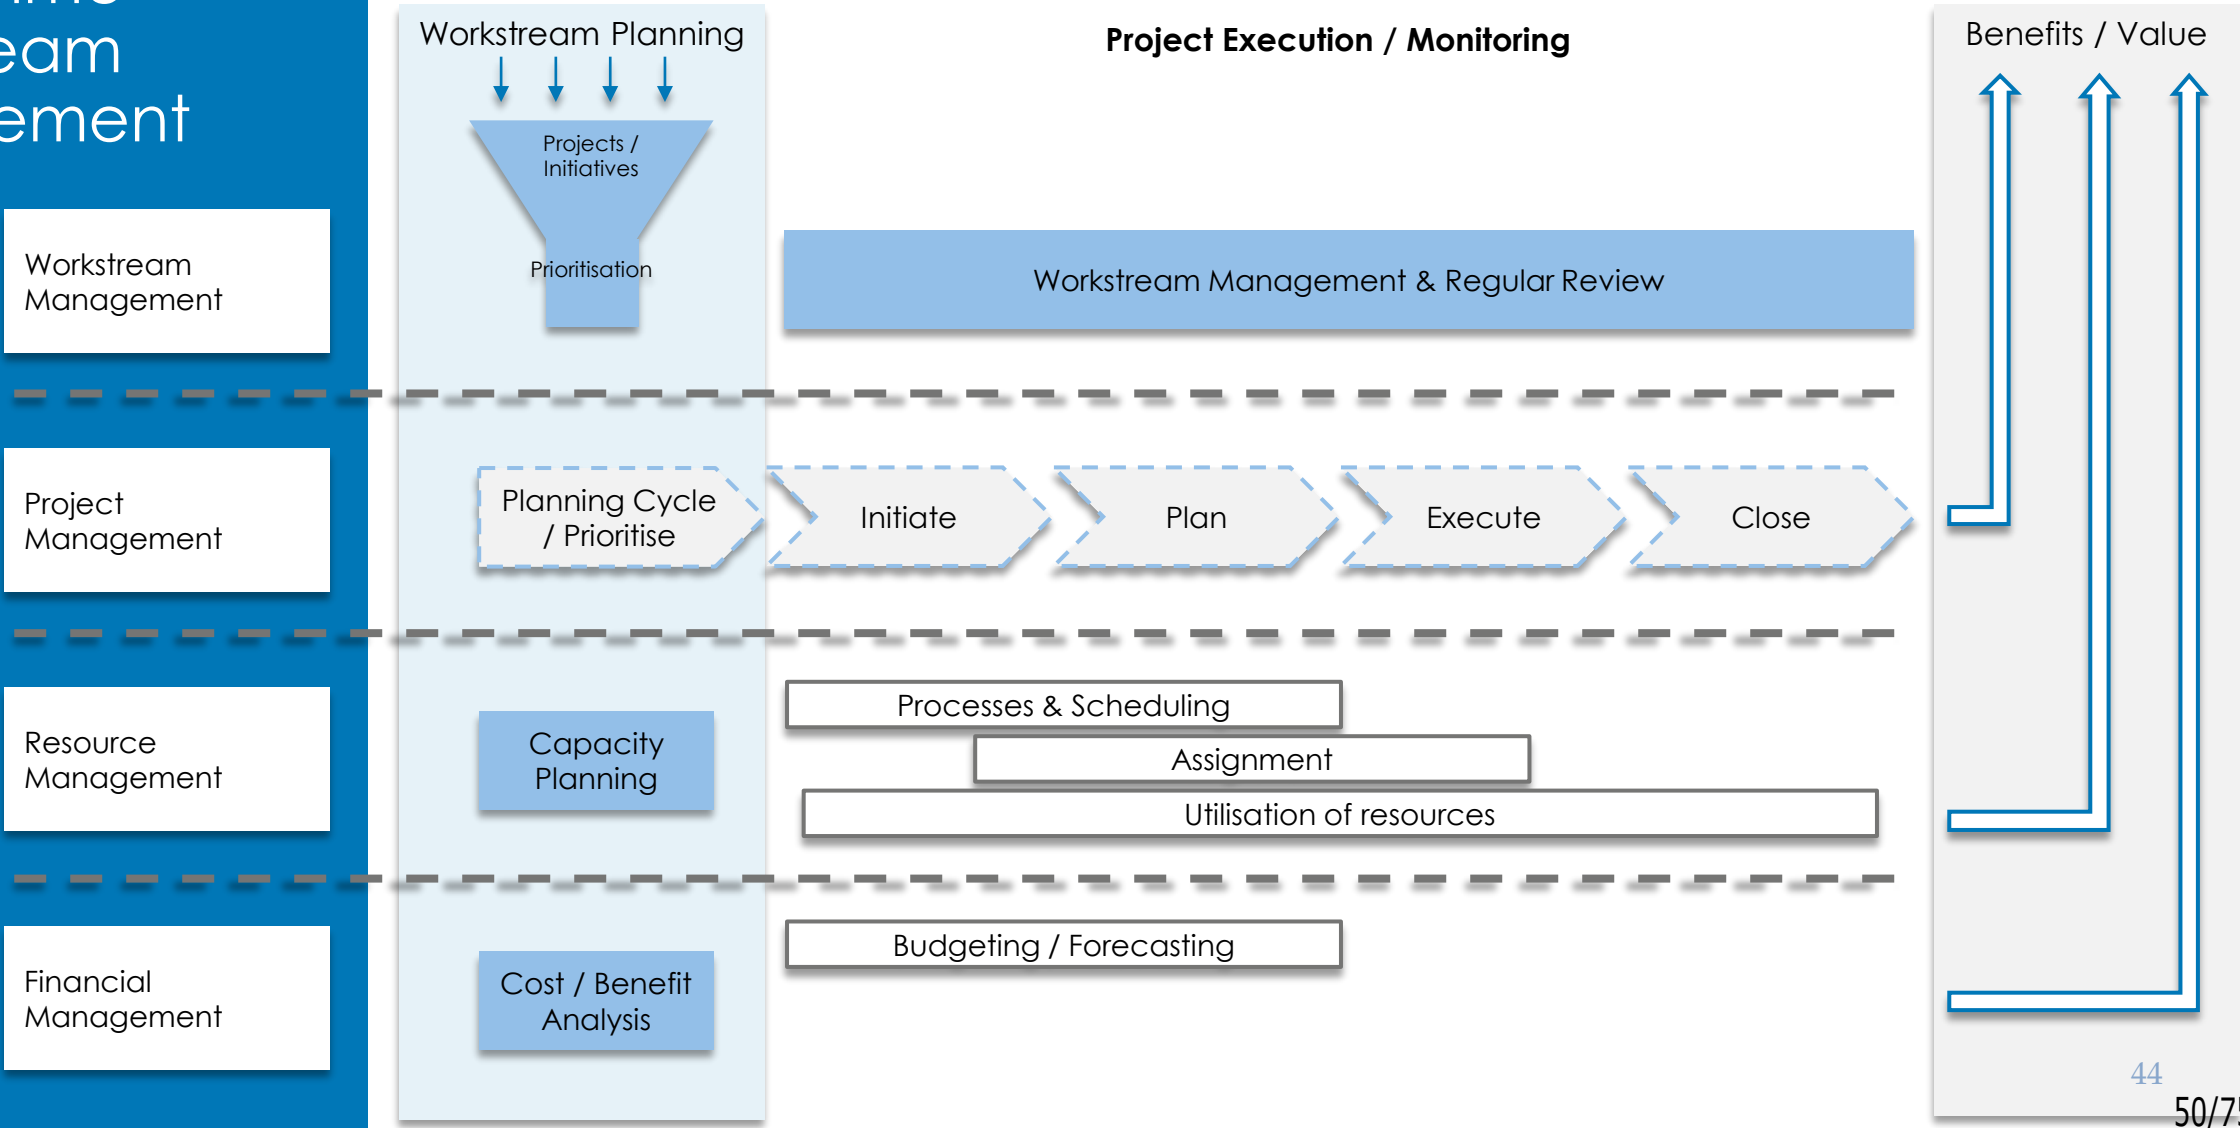 eam
ement
Workstream Planning
Project Execution / Monitoring
Benefits / Value
Projects /
Initiatives
Prioritisation
Workstream
Management
Workstream Management & Regular Review
Project
Management
Planning Cycle
/ Prioritise
Initiate
Plan
Execute
Close
Resource
Management
Capacity
Planning
Processes & Scheduling
Assignment
Utilisation of resources
Financial
Management
Cost / Benefit
Analysis
Budgeting / Forecasting
44